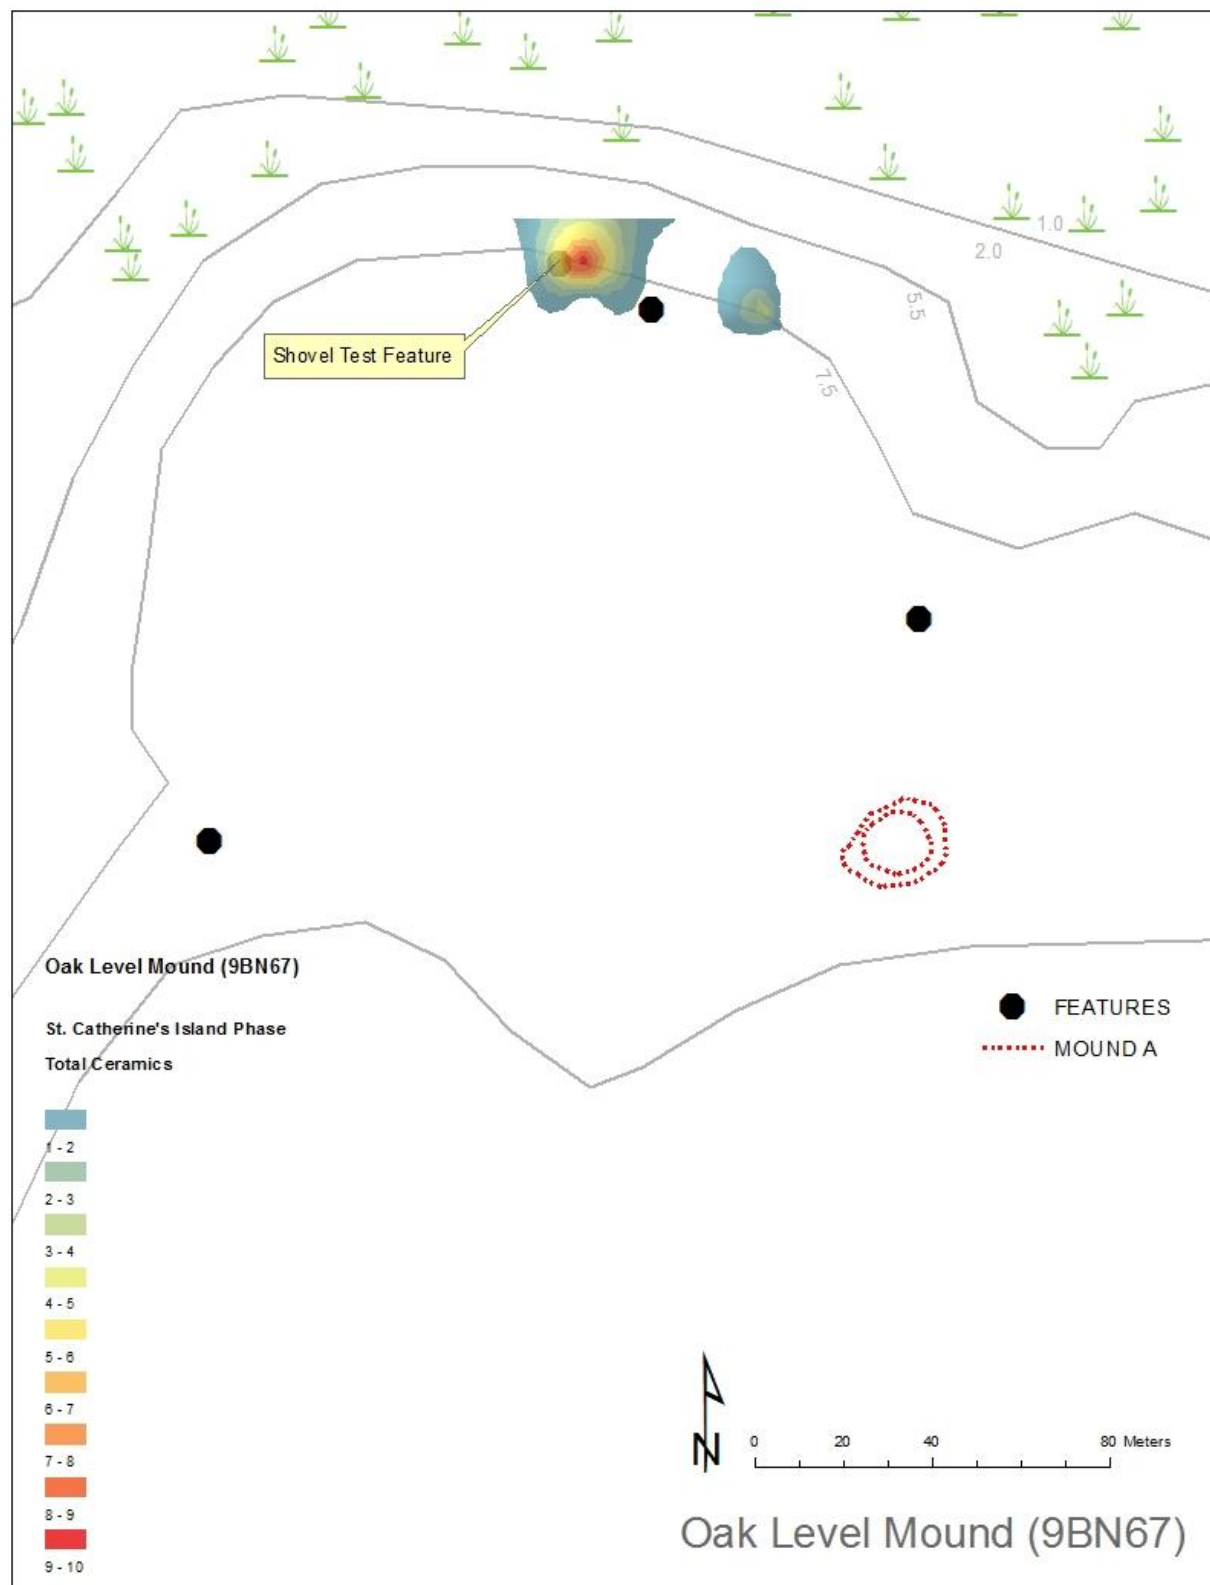 1.0
2.0
5.5
7.5
Shovel Test Feature
Oak Level Mound (9BN67)
St. Catherine's Island Phase
Total Ceramics
1 - 2
2 - 3
3 - 4
4 - 5
5 - 6
6 - 7
7 - 8
8 - 9
9 - 10
FEATURES
MOUND A
N
0 20 40 80 Meters
Oak Level Mound (9BN67)